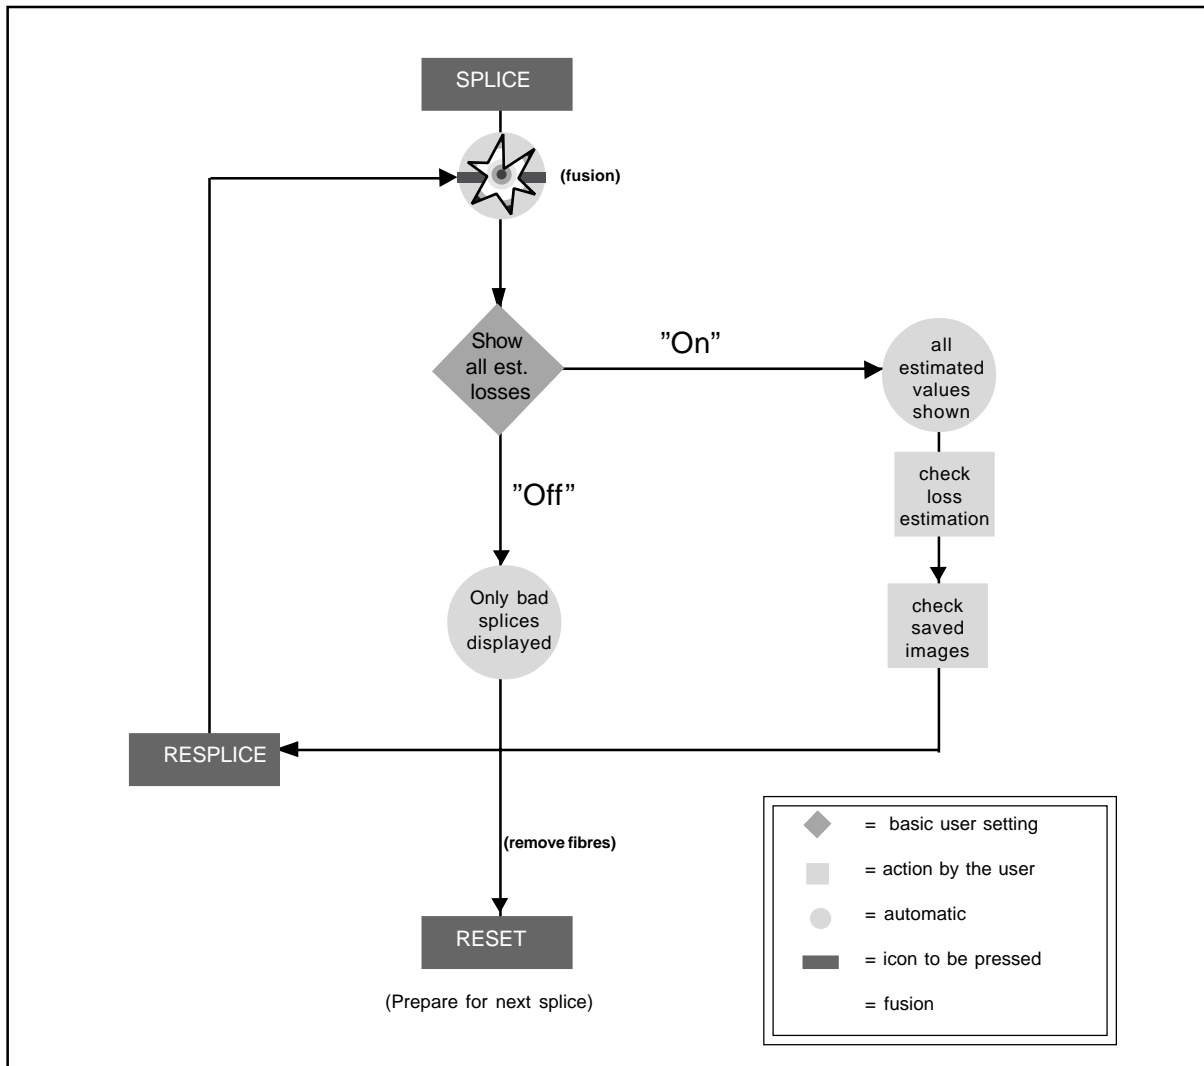 SPLICE
(fusion)
Show
all est.
losses
”On”
all
estimated
values
shown
check
loss
estimation
check
saved
images
”Off”
Only bad
splices
displayed
RESPLICE
(remove fibres)
RESET
(Prepare for next splice)
= basic user setting
= action by the user
= automatic
= icon to be pressed
= fusion